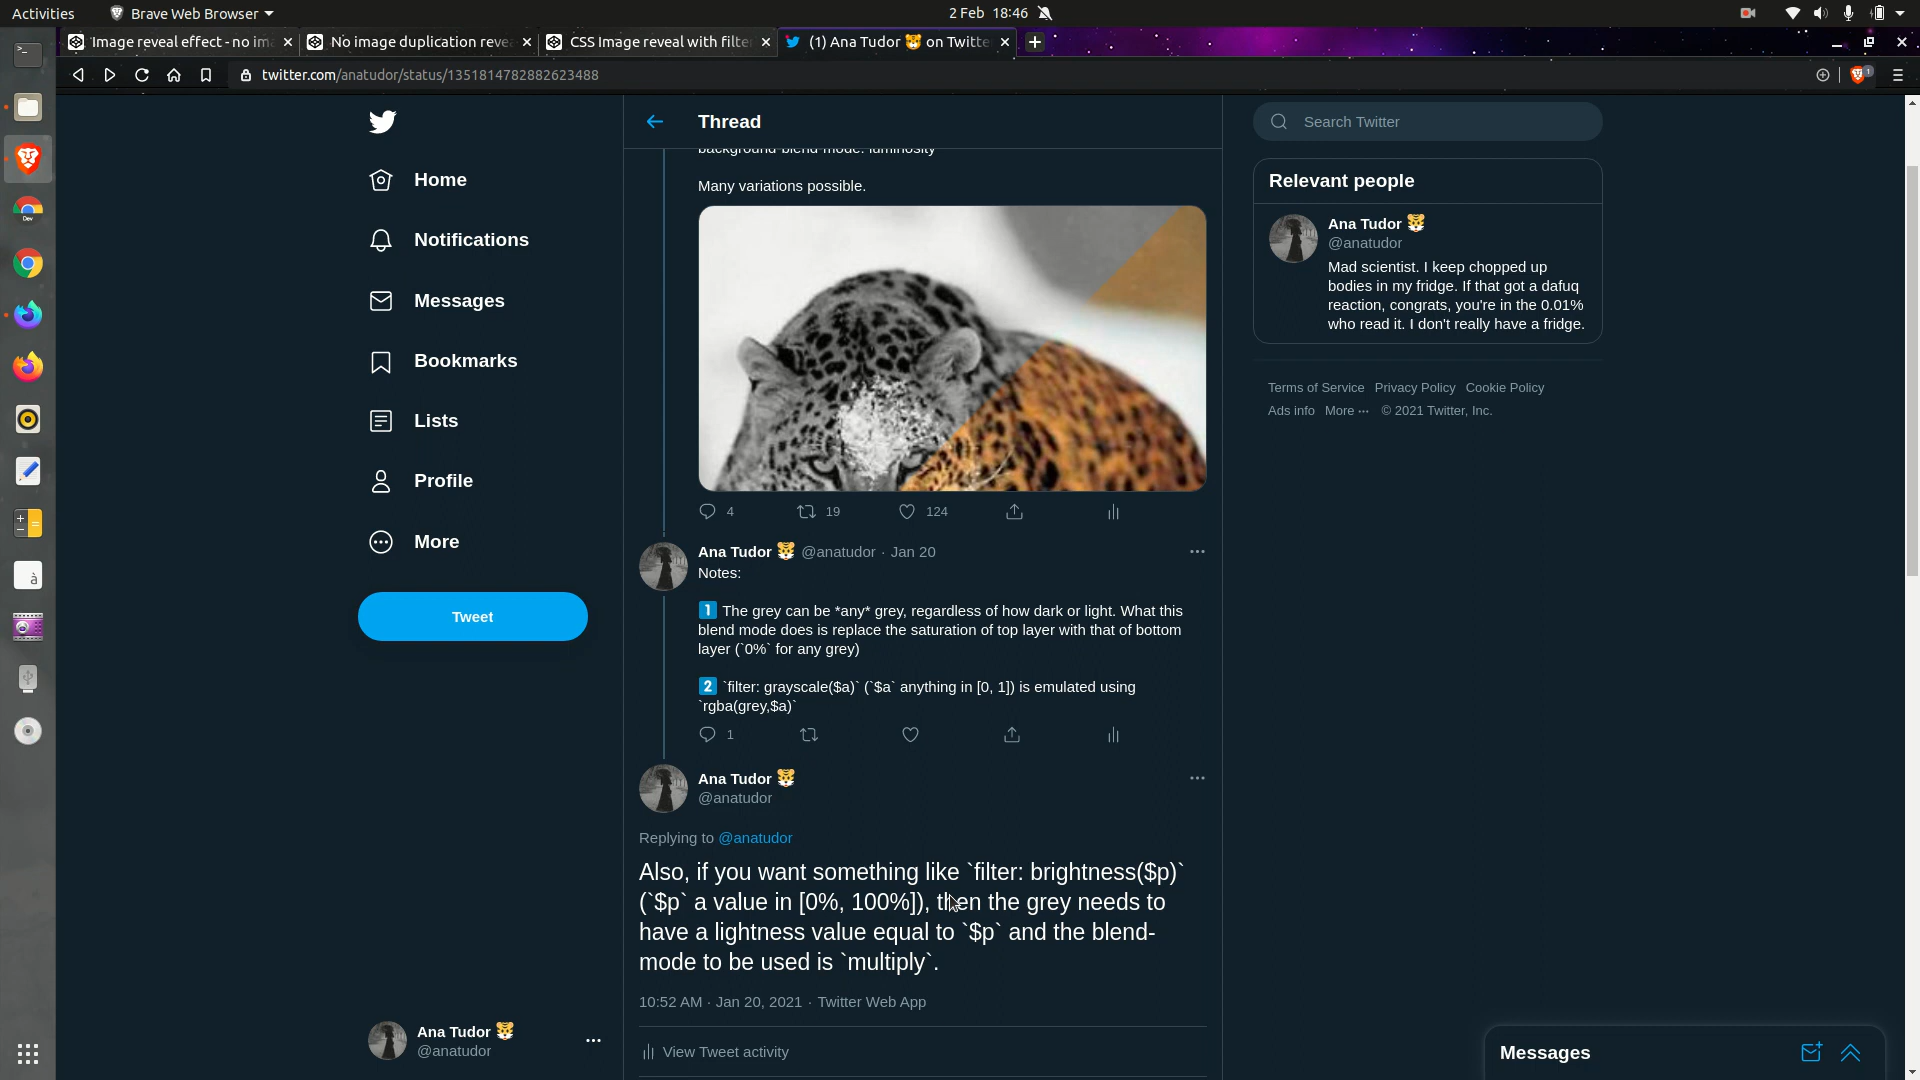 Activities
Brave Web Browser
2 Feb 18:46
Image reveal effect - no im
No image duplication reve
CSS Image reveal with filte
(1) Ana Tudor 🐯 on Twitte
twitter.com/anatudor/status/1351814782882623488
1
Home
Notifications
Messages
Bookmarks
Lists
Profile
More
Tweet
Ana Tudor 🐯
@anatudor
Thread
background-blend-mode: luminosity
Many variations possible.
4 19 124
Ana Tudor 🐯 @anatudor · Jan 20
Notes:
1️⃣ The grey can be *any* grey, regardless of how dark or light. What this
blend mode does is replace the saturation of top layer with that of bottom
layer (`0%` for any grey)
2️⃣ `filter: grayscale($a)` (`$a` anything in [0, 1]) is emulated using
`rgba(grey,$a)`
1
Ana Tudor 🐯
@anatudor
Replying to @anatudor
Also, if you want something like `filter: brightness($p)`
(`$p` a value in [0%, 100%]), then the grey needs to
have a lightness value equal to `$p` and the blend-
mode to be used is `multiply`.
10:52 AM · Jan 20, 2021 · Twitter Web App
View Tweet activity
Search Twitter
Relevant people
Ana Tudor 🐯
@anatudor
Mad scientist. I keep chopped up
bodies in my fridge. If that got a dafuq
reaction, congrats, you're in the 0.01%
who read it. I don't really have a fridge.
Terms of Service Privacy Policy Cookie Policy
Ads info More ··· © 2021 Twitter, Inc.
Messages
Dev
à